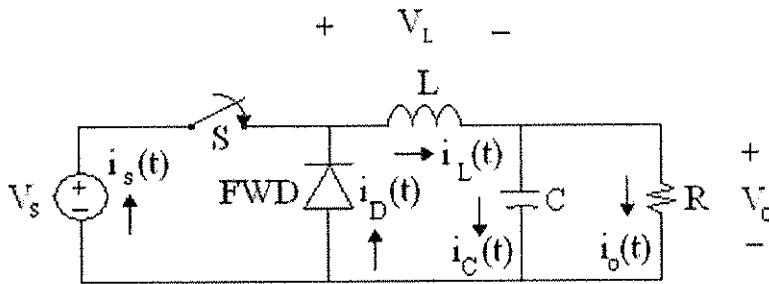 + V_L −
L
S
i_s(t)
V_s
+
−
FWD
i_D(t)
i_L(t)
i_C(t)
C
i_o(t)
R
+
V_o
−